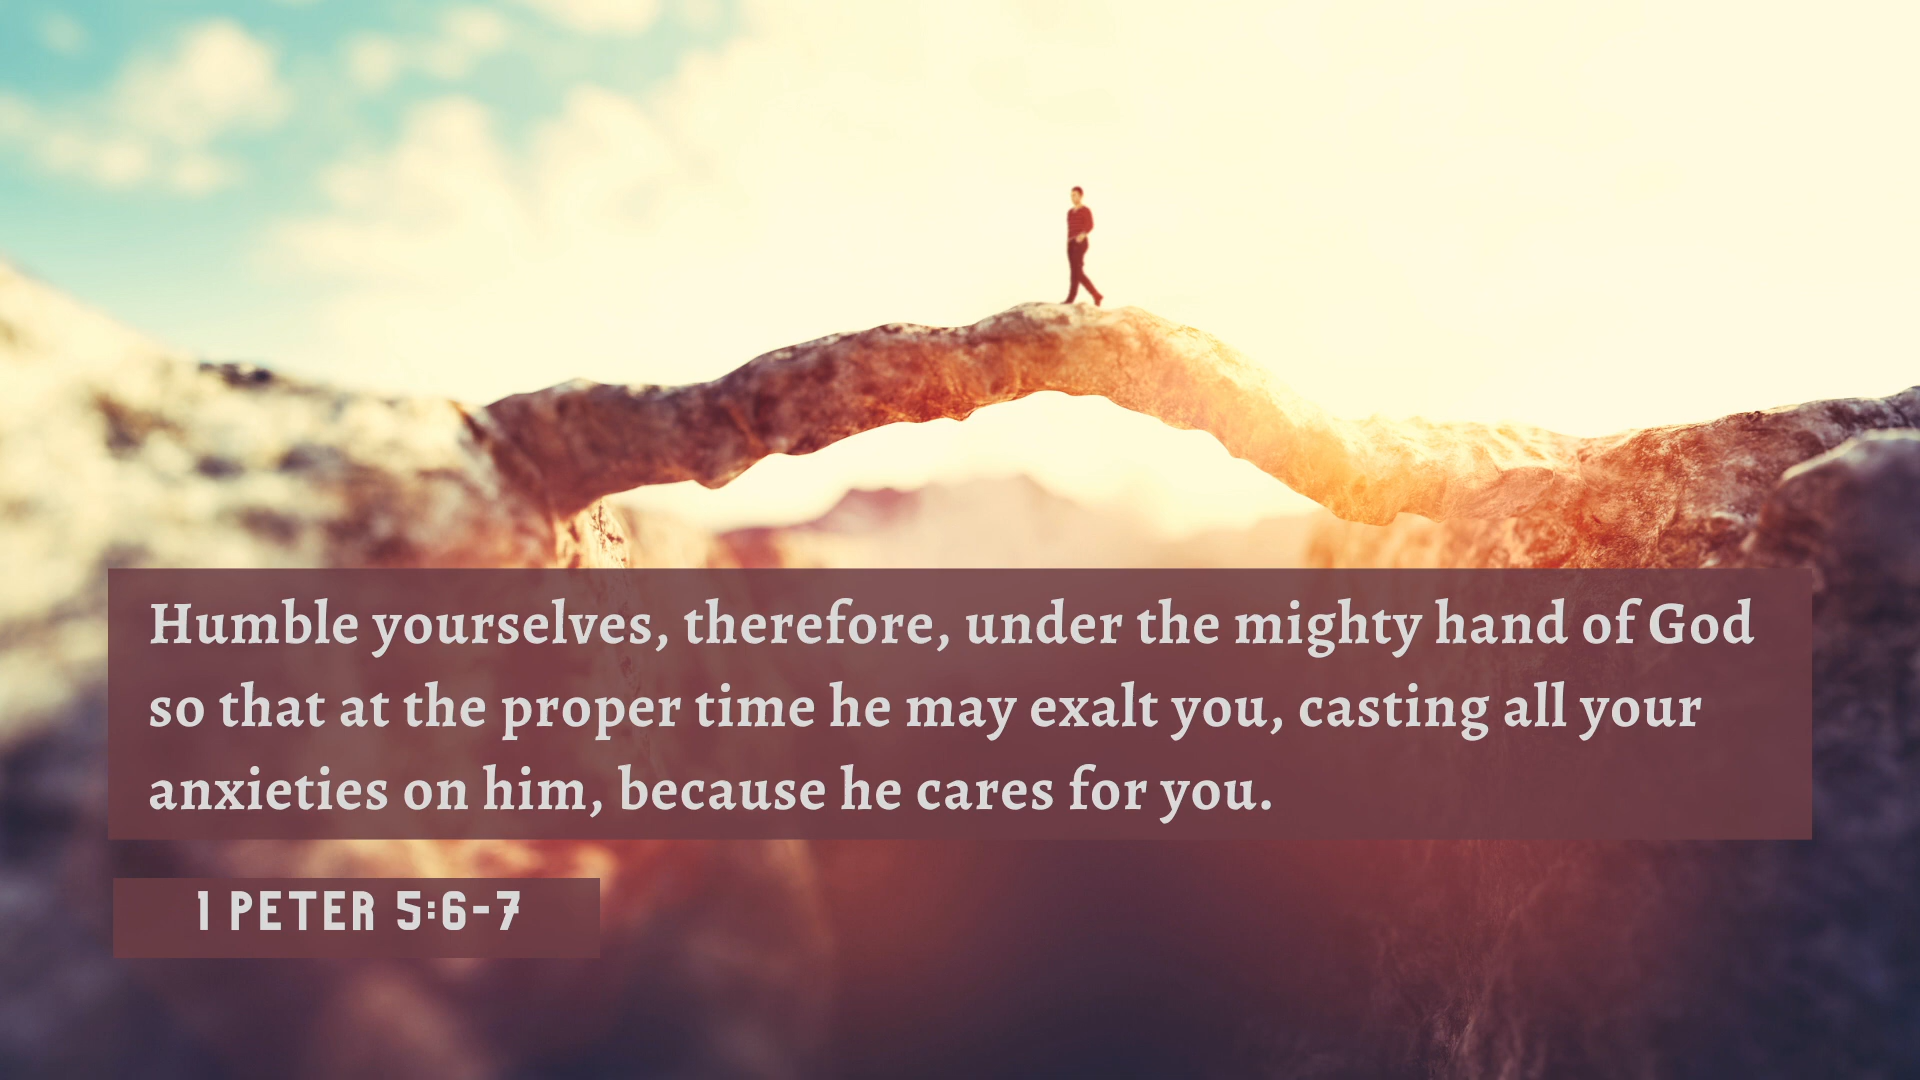 Humble yourselves, therefore, under the mighty hand of God
so that at the proper time he may exalt you, casting all your
anxieties on him, because he cares for you.
1 PETER 5:6-7